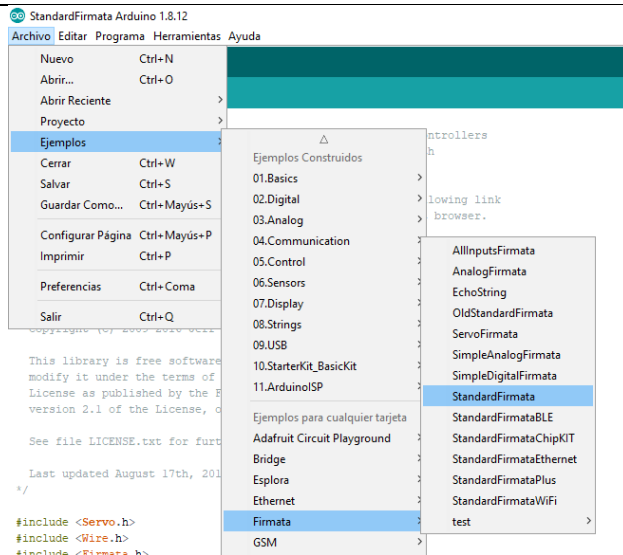 StandardFirmata Arduino 1.8.12
Archivo Editar Programa Herramientas Ayuda
Nuevo Ctrl+N
Abrir... Ctrl+O
Abrir Reciente
Proyecto
Ejemplos
Cerrar Ctrl+W
Salvar Ctrl+S
Guardar Como... Ctrl+Mayús+S
Configurar Página Ctrl+Mayús+P
Imprimir Ctrl+P
Preferencias Ctrl+Coma
Salir Ctrl+Q
Ejemplos Construidos
01.Basics
02.Digital
03.Analog
04.Communication
05.Control
06.Sensors
07.Display
08.Strings
09.USB
10.StarterKit_BasicKit
11.ArduinoISP
Ejemplos para cualquier tarjeta
Adafruit Circuit Playground
Bridge
Esplora
Ethernet
Firmata
GSM
AllInputsFirmata
AnalogFirmata
EchoString
OldStandardFirmata
ServoFirmata
SimpleAnalogFirmata
SimpleDigitalFirmata
StandardFirmata
StandardFirmataBLE
StandardFirmataChipKIT
StandardFirmataEthernet
StandardFirmataPlus
StandardFirmataWiFi
test
ntrollers
h
lowing link
browser.
This library is free software
modify it under the terms of
License as published by the F
version 2.1 of the License, o
See file LICENSE.txt for furt
Last updated August 17th, 201
*/
#include <Servo.h>
#include <Wire.h>
#include <Firmata.h>